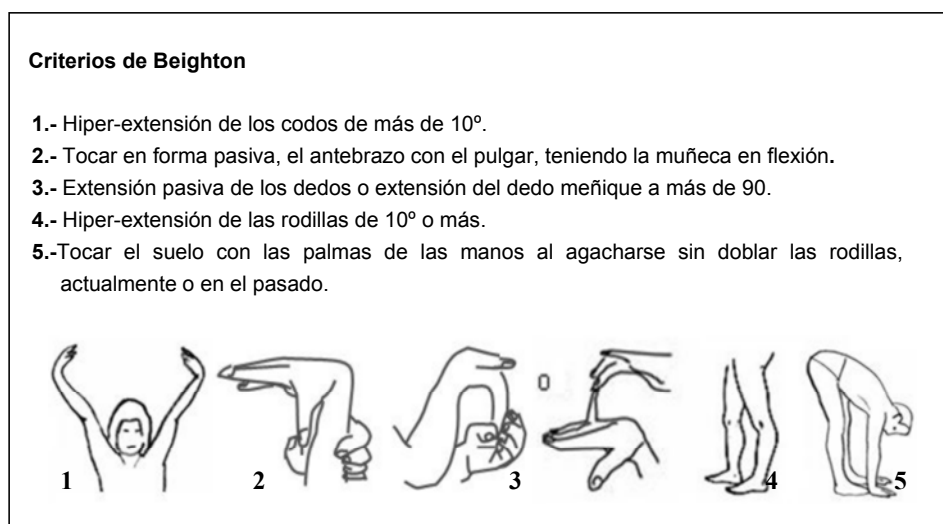 Criterios de Beighton
1.- Hiper-extensión de los codos de más de 10º.
2.- Tocar en forma pasiva, el antebrazo con el pulgar, teniendo la muñeca en flexión.
3.- Extensión pasiva de los dedos o extensión del dedo meñique a más de 90.
4.- Hiper-extensión de las rodillas de 10º o más.
5.-Tocar el suelo con las palmas de las manos al agacharse sin doblar las rodillas,
actualmente o en el pasado.
1 2 3 o 4 5